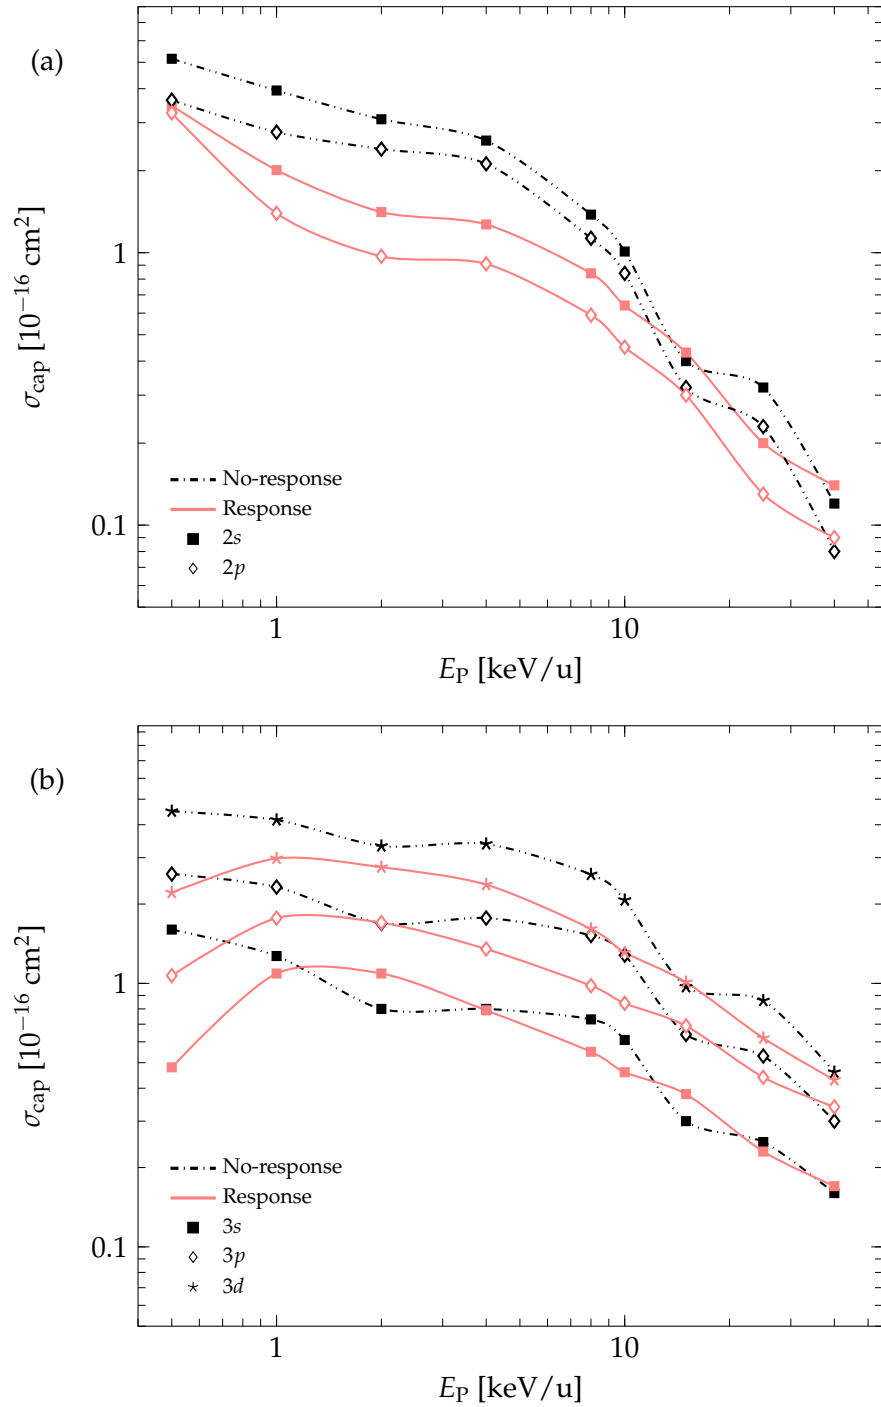 (a)
1
0.1
σcap [10⁻¹⁶ cm²]
No-response
Response
2s
2p
1 10
EP [keV/u]
(b)
1
0.1
σcap [10⁻¹⁶ cm²]
No-response
Response
3s
3p
3d
1 10
EP [keV/u]